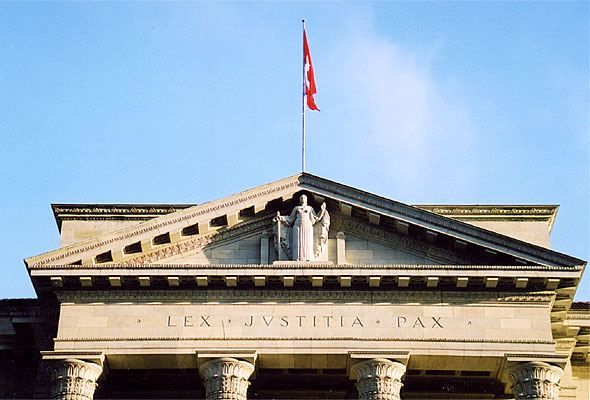 LEX · JVSTITIA · PAX